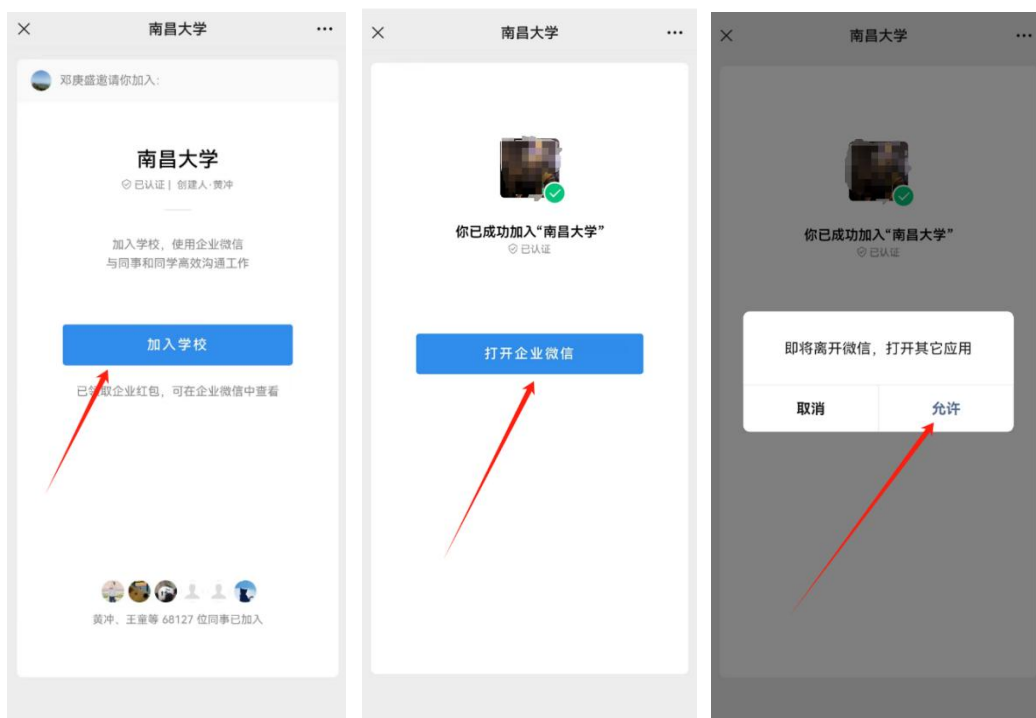 南昌大学
邓庚盛邀请你加入:
南昌大学
已认证 | 创建人·黄冲
加入学校，使用企业微信
与同事和同学高效沟通工作
加入学校
已领取企业红包，可在企业微信中查看
黄冲、王童等 68127 位同事已加入
南昌大学
你已成功加入“南昌大学”
已认证
打开企业微信
南昌大学
你已成功加入“南昌大学”
已认证
即将离开微信，打开其它应用
取消
允许